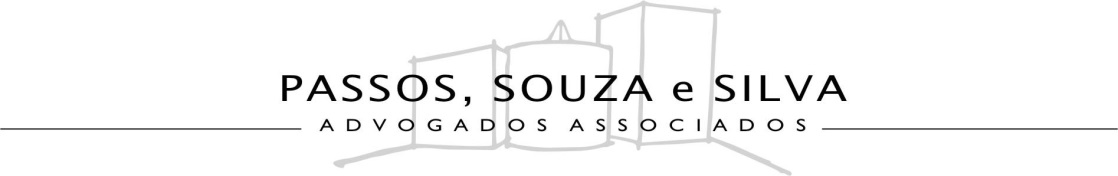 PASSOS, SOUZA e SILVA
ADVOGADOS ASSOCIADOS